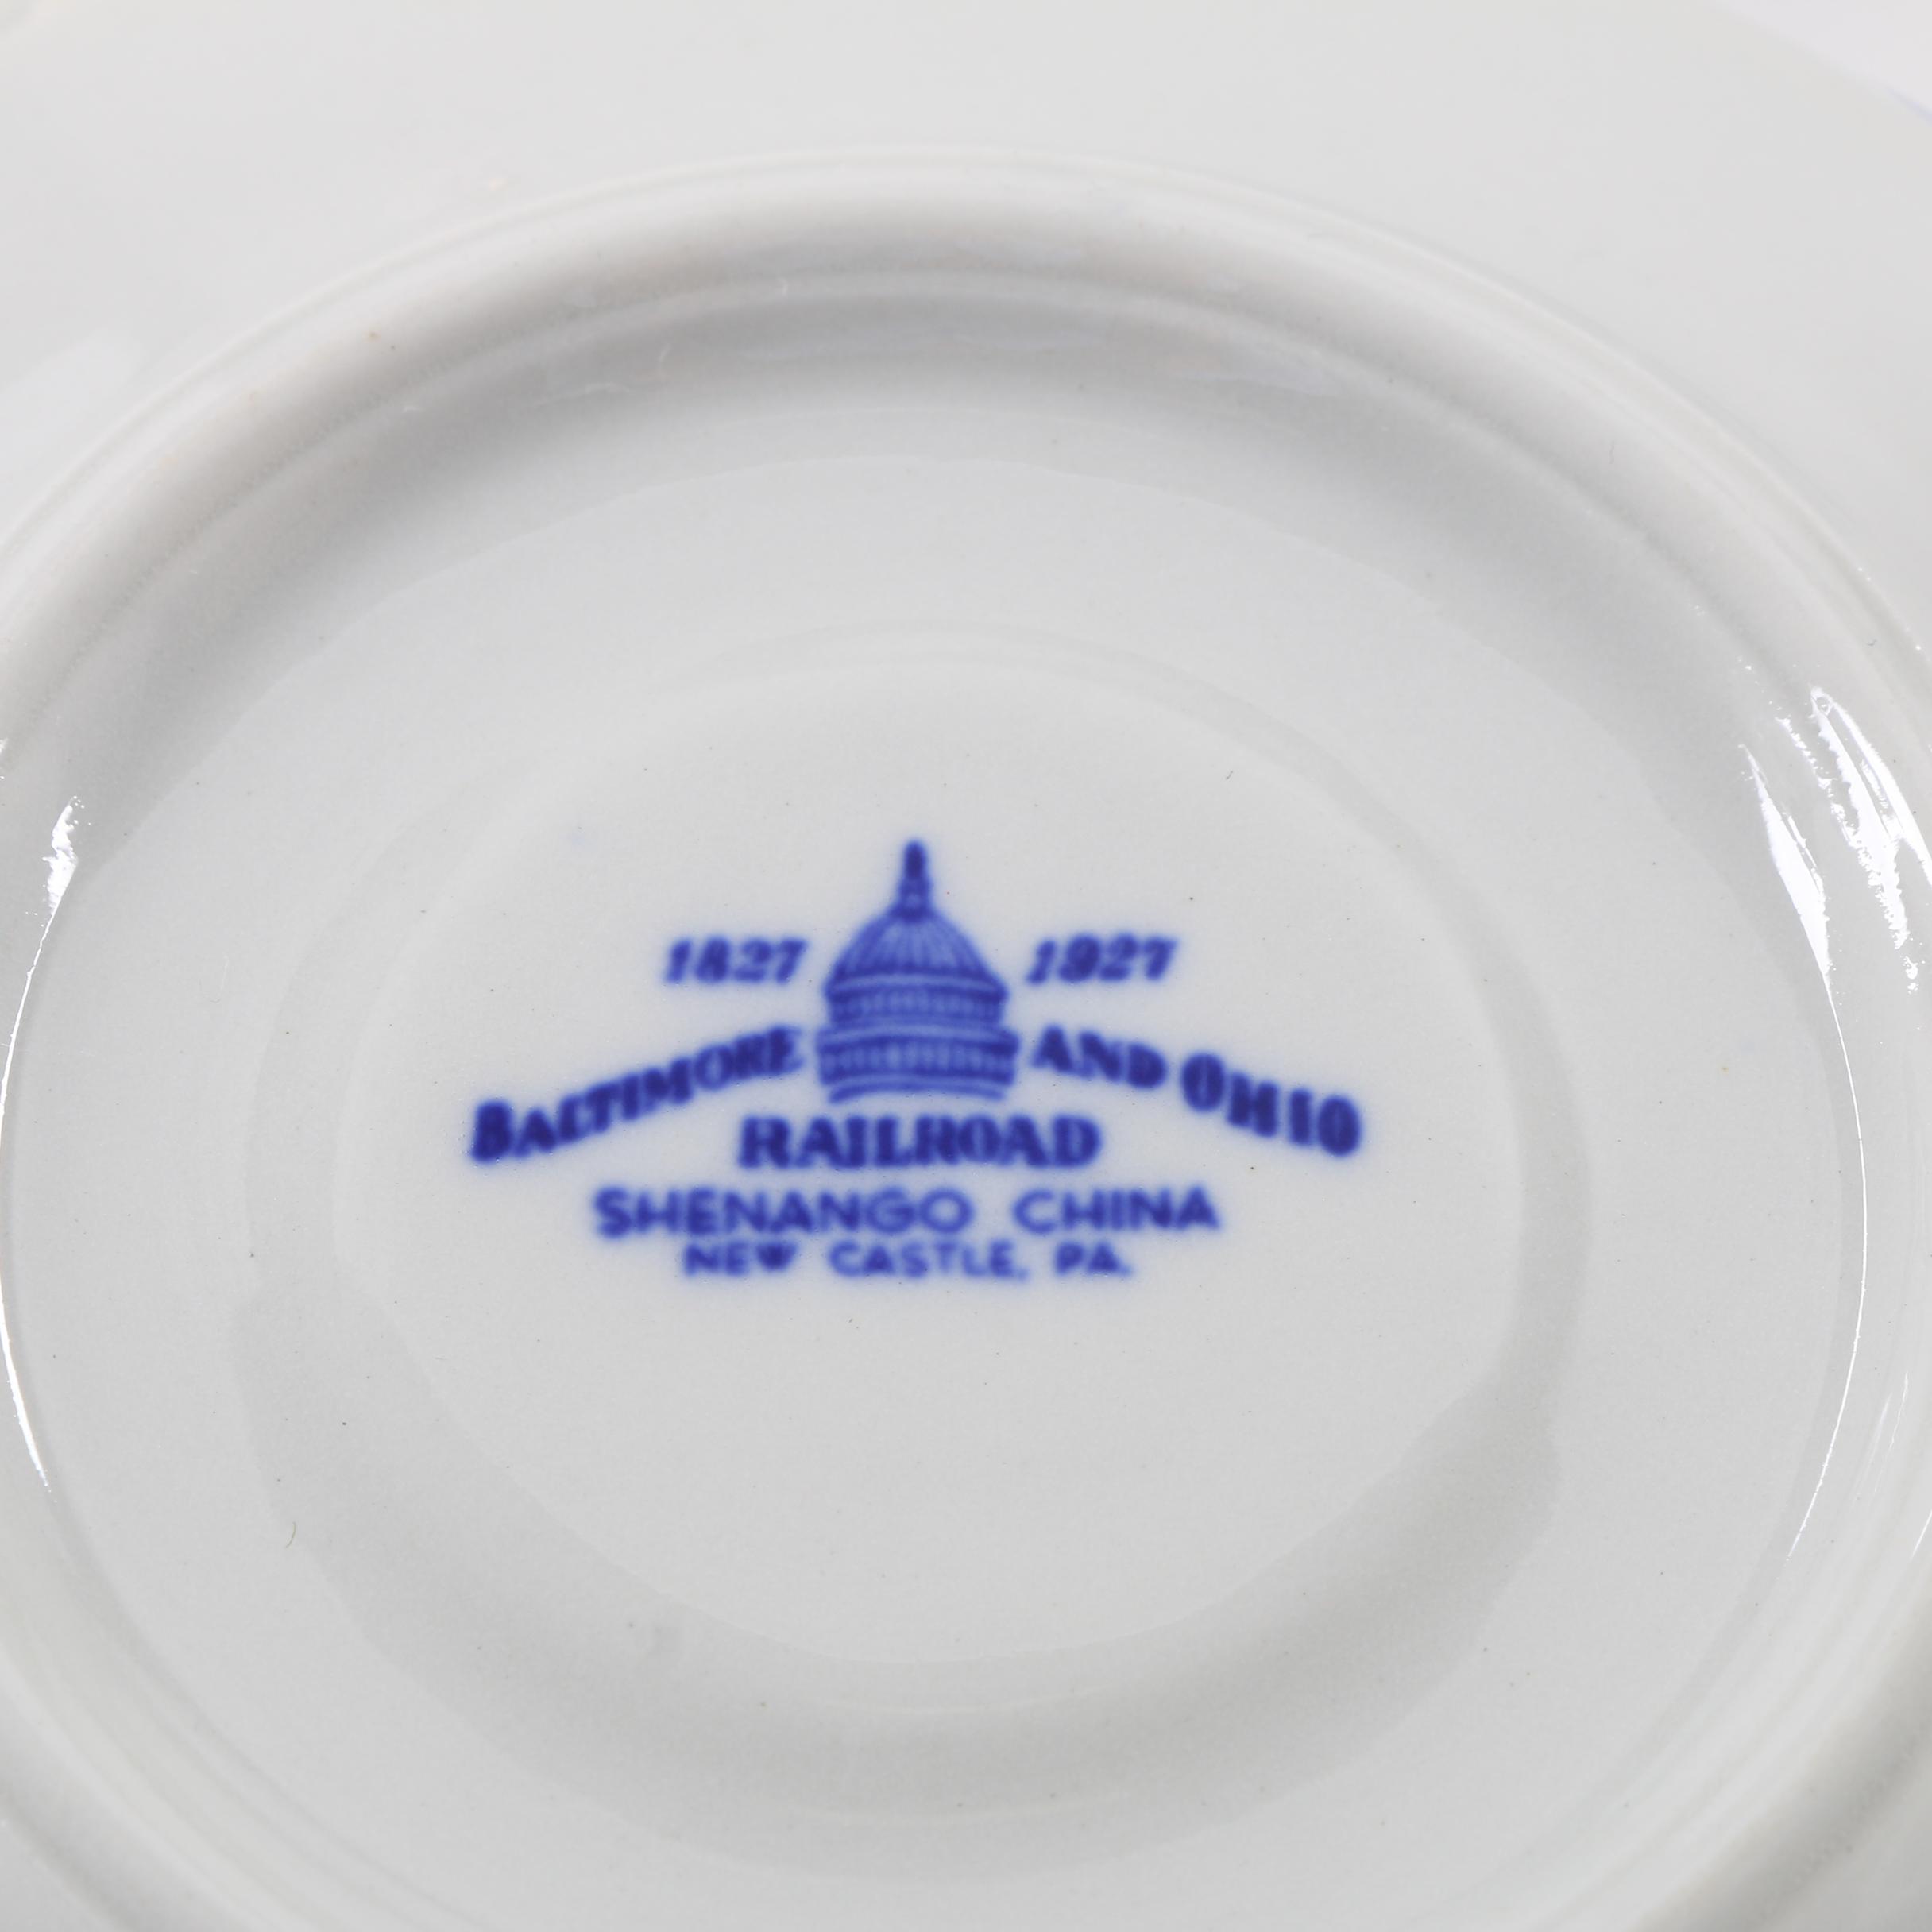 1827 1927
BALTIMORE AND OHIO
RAILROAD
SHENANGO CHINA
NEW CASTLE, PA.